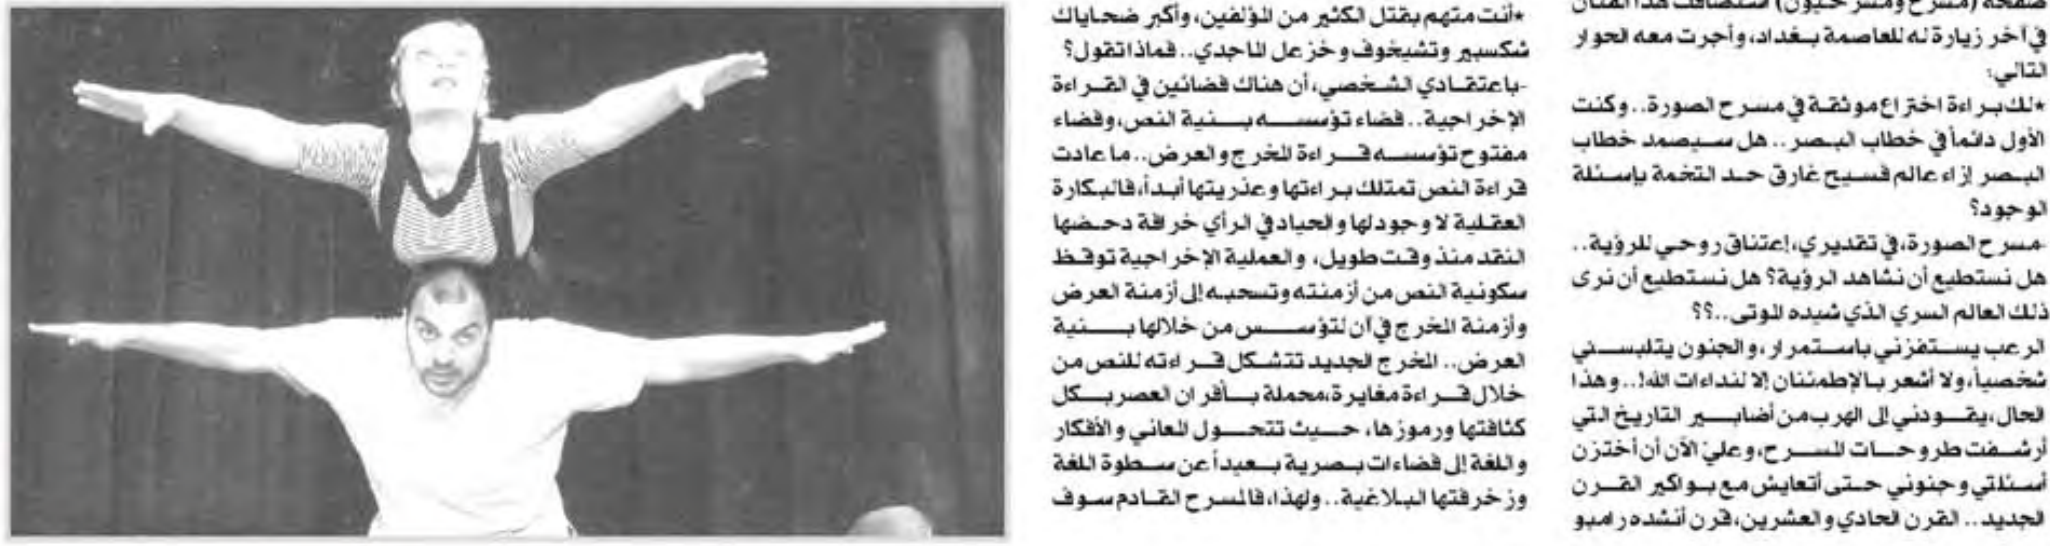 صفحة (مسرح ومسرحيون) استضافت هذا الفنان
في آخر زيارة له للعاصمة بغداد، وأجرت معه الحوار
التالي:
*لك براءة اختراع موثقة في مسرح الصورة.. وكنت
الأول دائماً في خطاب البصر.. هل سيصمد خطاب
البصر إزاء عالم فسيح غارق حد التخمة بإسئلة
الوجود؟
-مسرح الصورة، في تقديري، إعتناق روحي للرؤية..
هل نستطيع أن نشاهد الرؤية؟ هل نستطيع أن نرى
ذلك العالم السري الذي شيده الموتى..؟؟
الرعب يستفزني باستمرار، والجنون يتلبسني
شخصياً، ولا أشعر بالإطمئنان إلا لنداءات الله!.. وهذا
الحال، يقودني إلى الهرب من أضابير التاريخ التي
أرشفت طروحات المسرح، وعليّ الآن أن أختزن
أسئلتي وجنوني حتى أتعايش مع بواكير القرن
الجديد.. القرن الحادي والعشرين، قرن أنشده رامبو
*أنت متهم بقتل الكثير من المؤلفين، وأكبر ضحاياك
شكسبير وتشيخوف وخزعل الماجدي.. فماذا تقول؟
-باعتقادي الشخصي، أن هناك فضائين في القراءة
الإخراجية.. فضاء تؤسسه بنية النص، وفضاء
مفتوح تؤسسه قراءة المخرج والعرض.. ما عادت
قراءة النص تمتلك براءتها وعذريتها أبداً، فالبكارة
العقلية لا وجود لها والحياد في الرأي خرافة دحضها
النقد منذ وقت طويل، والعملية الإخراجية توقظ
سكونية النص من أزمنته وتسحبه إلى أزمنة العرض
وأزمنة المخرج في آن لتؤسس من خلالها بنية
العرض.. المخرج الجديد تتشكل قراءته للنص من
خلال قراءة مغايرة، محملة بأفران العصر بكل
كثافتها ورموزها، حيث تتحول المعاني والأفكار
واللغة إلى فضاءات بصرية بعيداً عن سطوة اللغة
وزخرفتها البلاغية.. ولهذا، فالمسرح القادم سوف